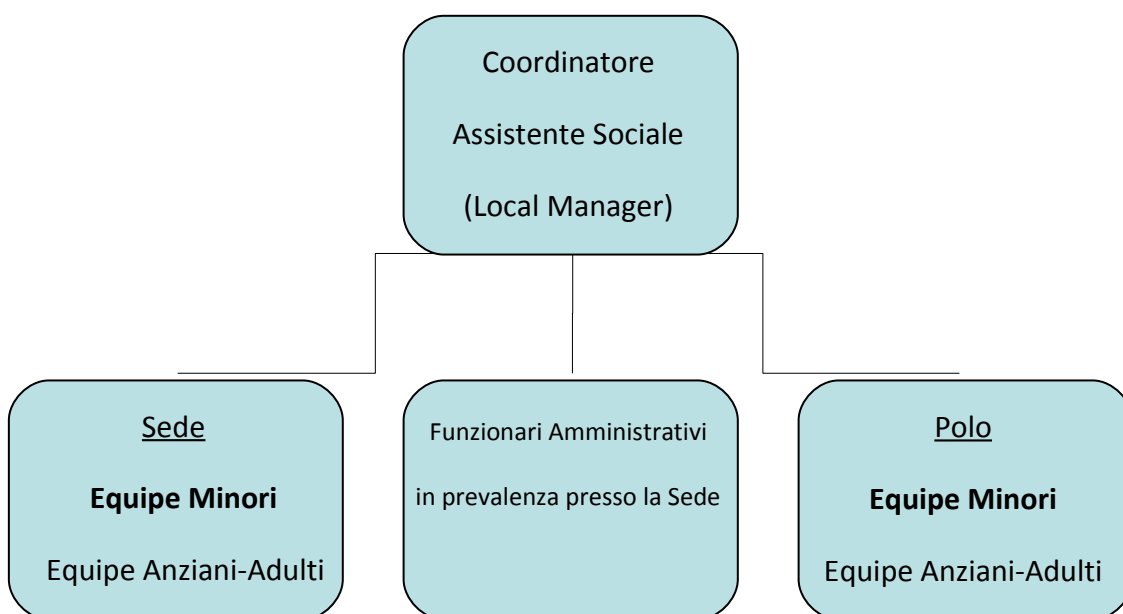 Coordinatore
Assistente Sociale
(Local Manager)
Sede
Equipe Minori
Equipe Anziani-Adulti
Funzionari Amministrativi
in prevalenza presso la Sede
Polo
Equipe Minori
Equipe Anziani-Adulti